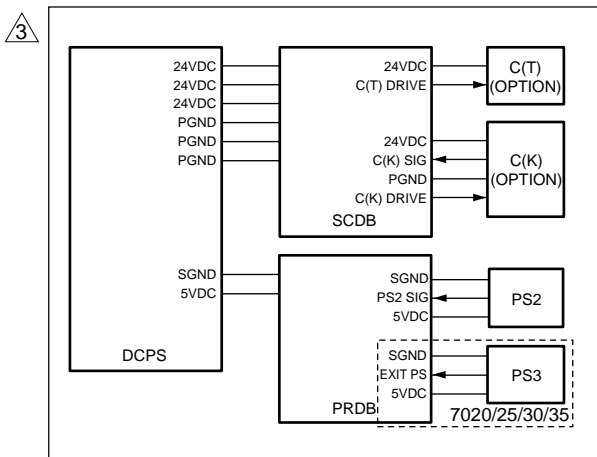 3
24VDC
24VDC
24VDC
PGND
PGND
PGND
SGND
5VDC
DCPS
24VDC
C(T) DRIVE
24VDC
C(K) SIG
PGND
C(K) DRIVE
SCDB
C(T)
(OPTION)
C(K)
(OPTION)
SGND
PS2 SIG
5VDC
SGND
EXIT PS
5VDC
PRDB
PS2
PS3
7020/25/30/35